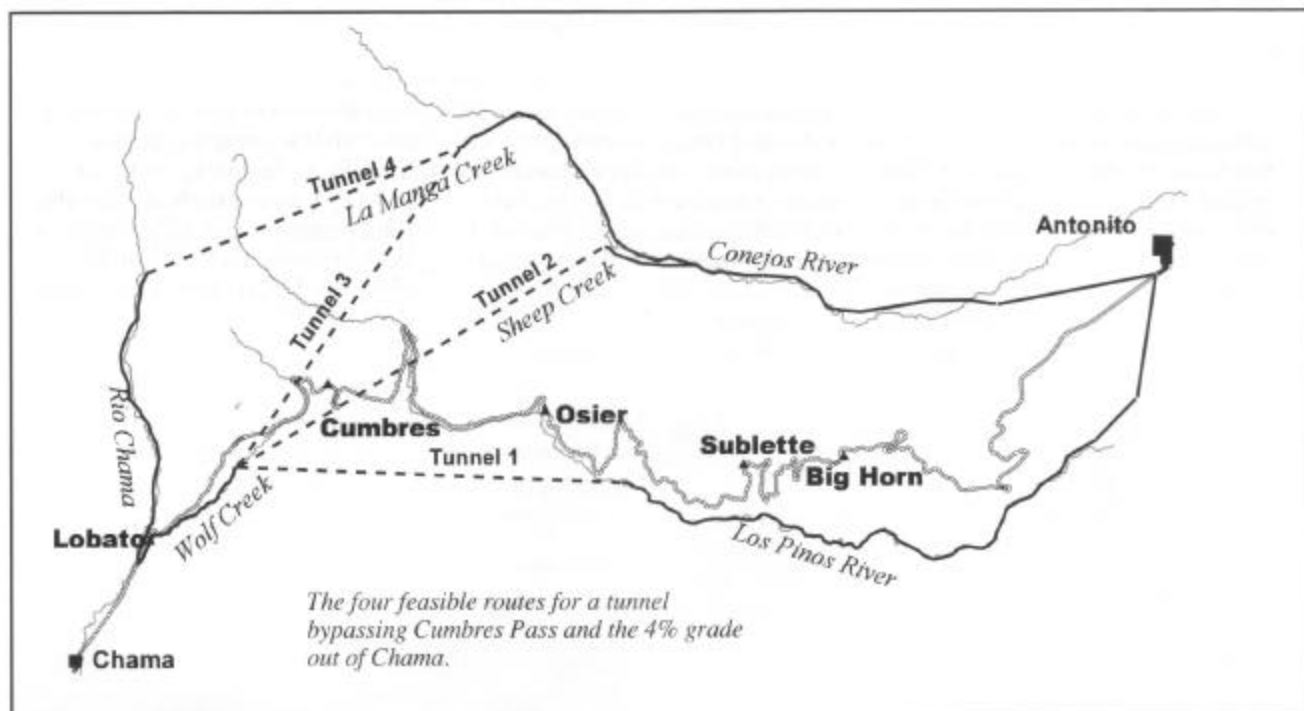 Tunnel 4
La Manga Creek
Antonito
Tunnel 2
Conejos River
Sheep Creek
Tunnel 3
Rio Chama
Cumbres
Osier
Sublette
Tunnel 1
Big Horn
Lobato
Wolf Creek
Los Pinos River
The four feasible routes for a tunnel
bypassing Cumbres Pass and the 4% grade
out of Chama.
Chama